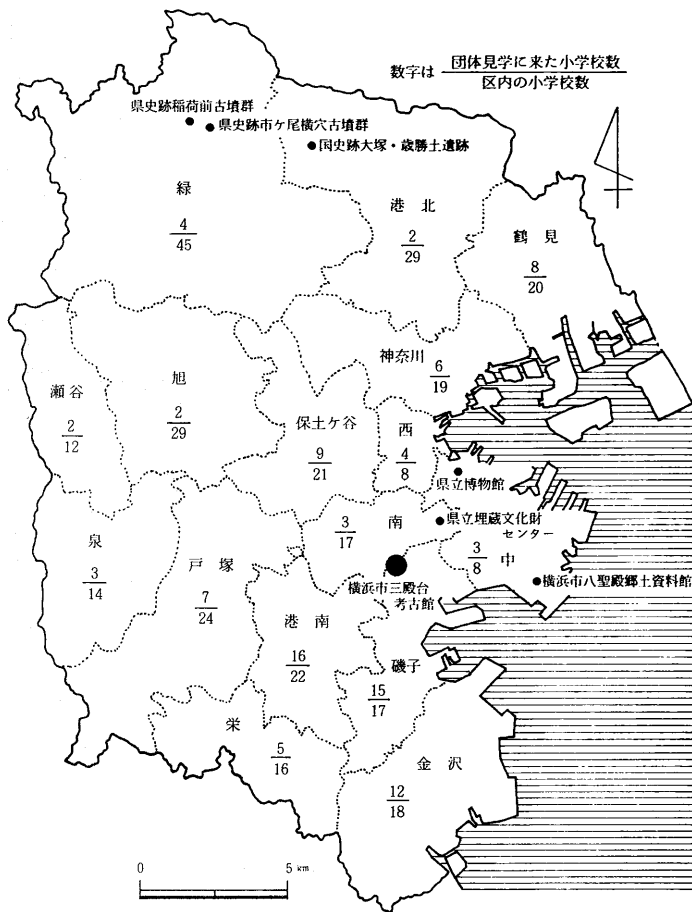 数字は 団体見学に来た小学校数
区内の小学校数
県史跡稲荷前古墳群
県史跡市ケ尾横穴古墳群
国史跡大塚・歳勝土遺跡
緑
4
45
港北
2
29
鶴見
8
20
神奈川
6
19
瀬谷
2
12
旭
2
29
保土ケ谷
9
21
西
4
8
県立博物館
泉
3
14
戸塚
7
24
南
3
17
県立埋蔵文化財
センター
中
3
8
横浜市三殿台
考古館
横浜市八聖殿郷土資料館
港南
16
22
磯子
15
17
栄
5
16
金沢
12
18
0 5 km